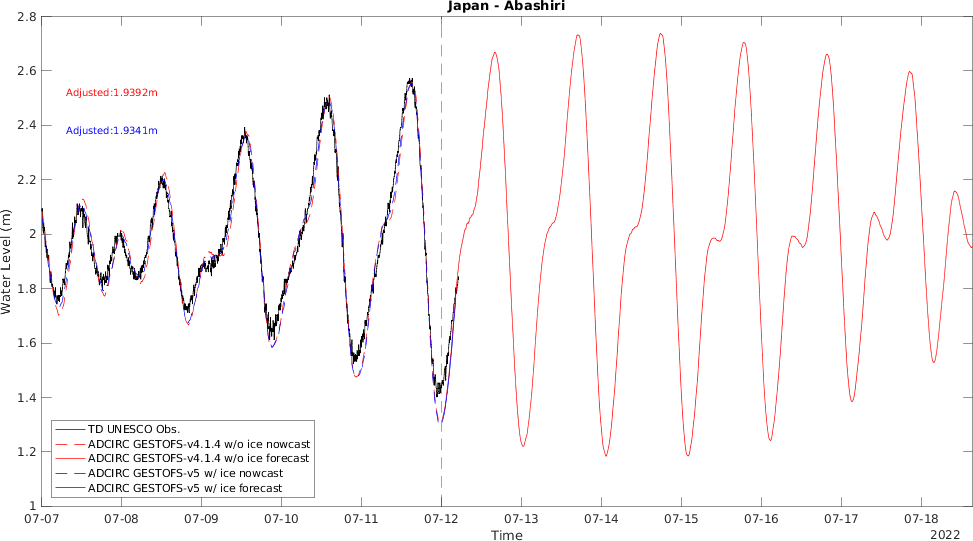 Japan - Abashiri
2.8
2.6
2.4
2.2
2
1.8
1.6
1.4
1.2
1
Water Level (m)
Adjusted:1.9392m
Adjusted:1.9341m
TD UNESCO Obs.
ADCIRC GESTOFS-v4.1.4 w/o ice nowcast
ADCIRC GESTOFS-v4.1.4 w/o ice forecast
ADCIRC GESTOFS-v5 w/ ice nowcast
ADCIRC GESTOFS-v5 w/ ice forecast
07-07 07-08 07-09 07-10 07-11 07-12 07-13 07-14 07-15 07-16 07-17 07-18
Time
2022